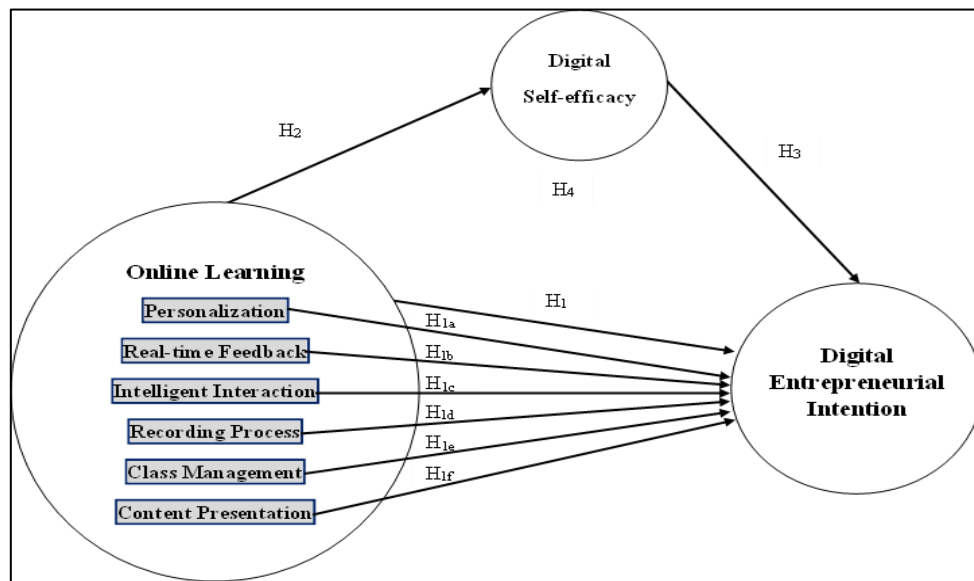 Digital
Self-efficacy
H2
H3
H4
Online Learning
Personalization
Real-time Feedback
Intelligent Interaction
Recording Process
Class Management
Content Presentation
H1
H1a
H1b
H1c
H1d
H1e
H1f
Digital
Entrepreneurial
Intention